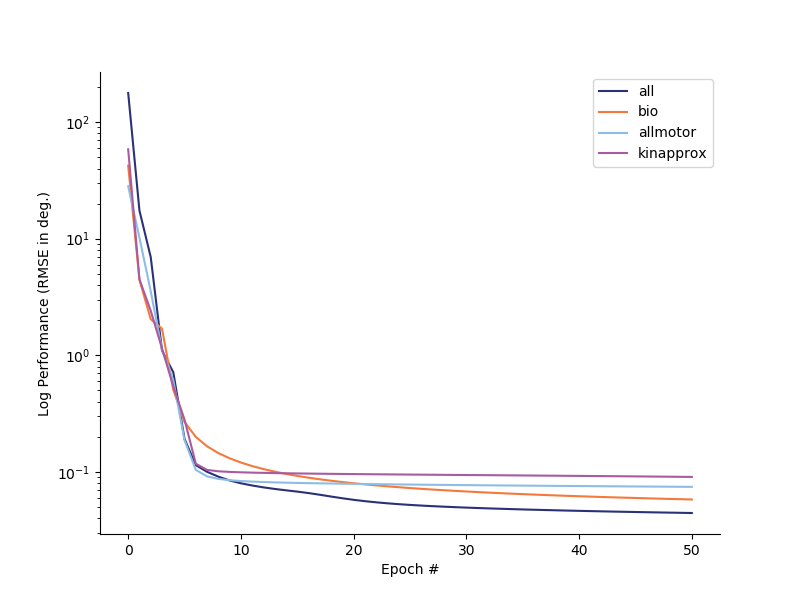 all
bio
allmotor
kinapprox
10²
10¹
10⁰
10⁻¹
Log Performance (RMSE in deg.)
0 10 20 30 40 50
Epoch #